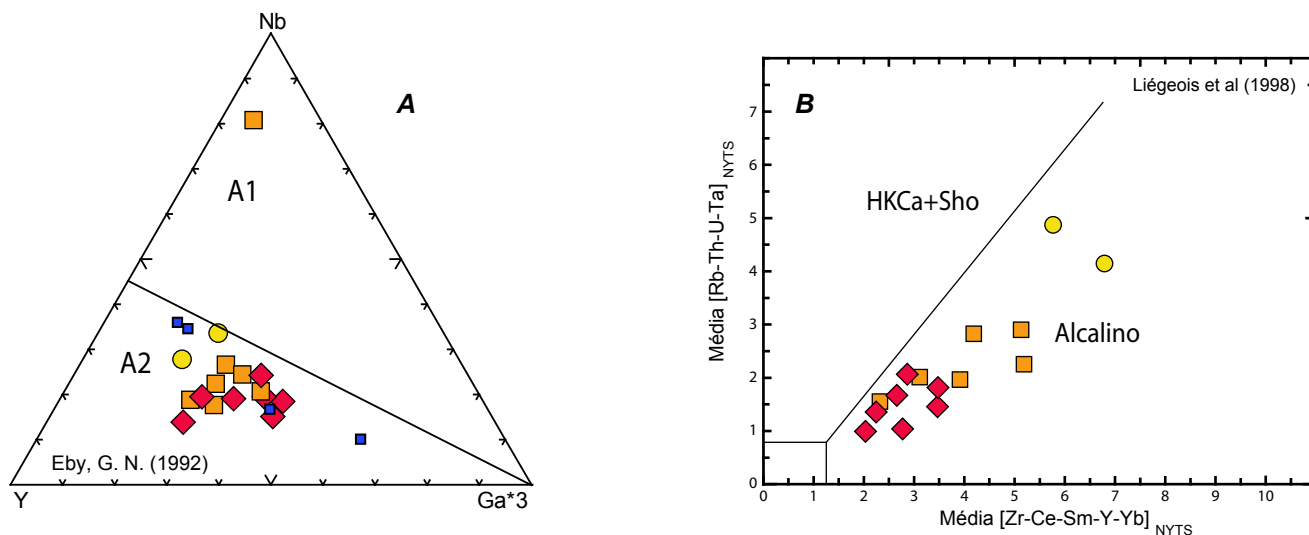 Nb
A
A1
A2
Eby, G. N. (1992)
Y
Ga*3
B
Liégeois et al (1998)
HKCa+Sho
Alcalino
Média [Rb-Th-U-Ta] NYTS
7
6
5
4
3
2
1
0
0 1 2 3 4 5 6 7 8 9 10
Média [Zr-Ce-Sm-Y-Yb] NYTS